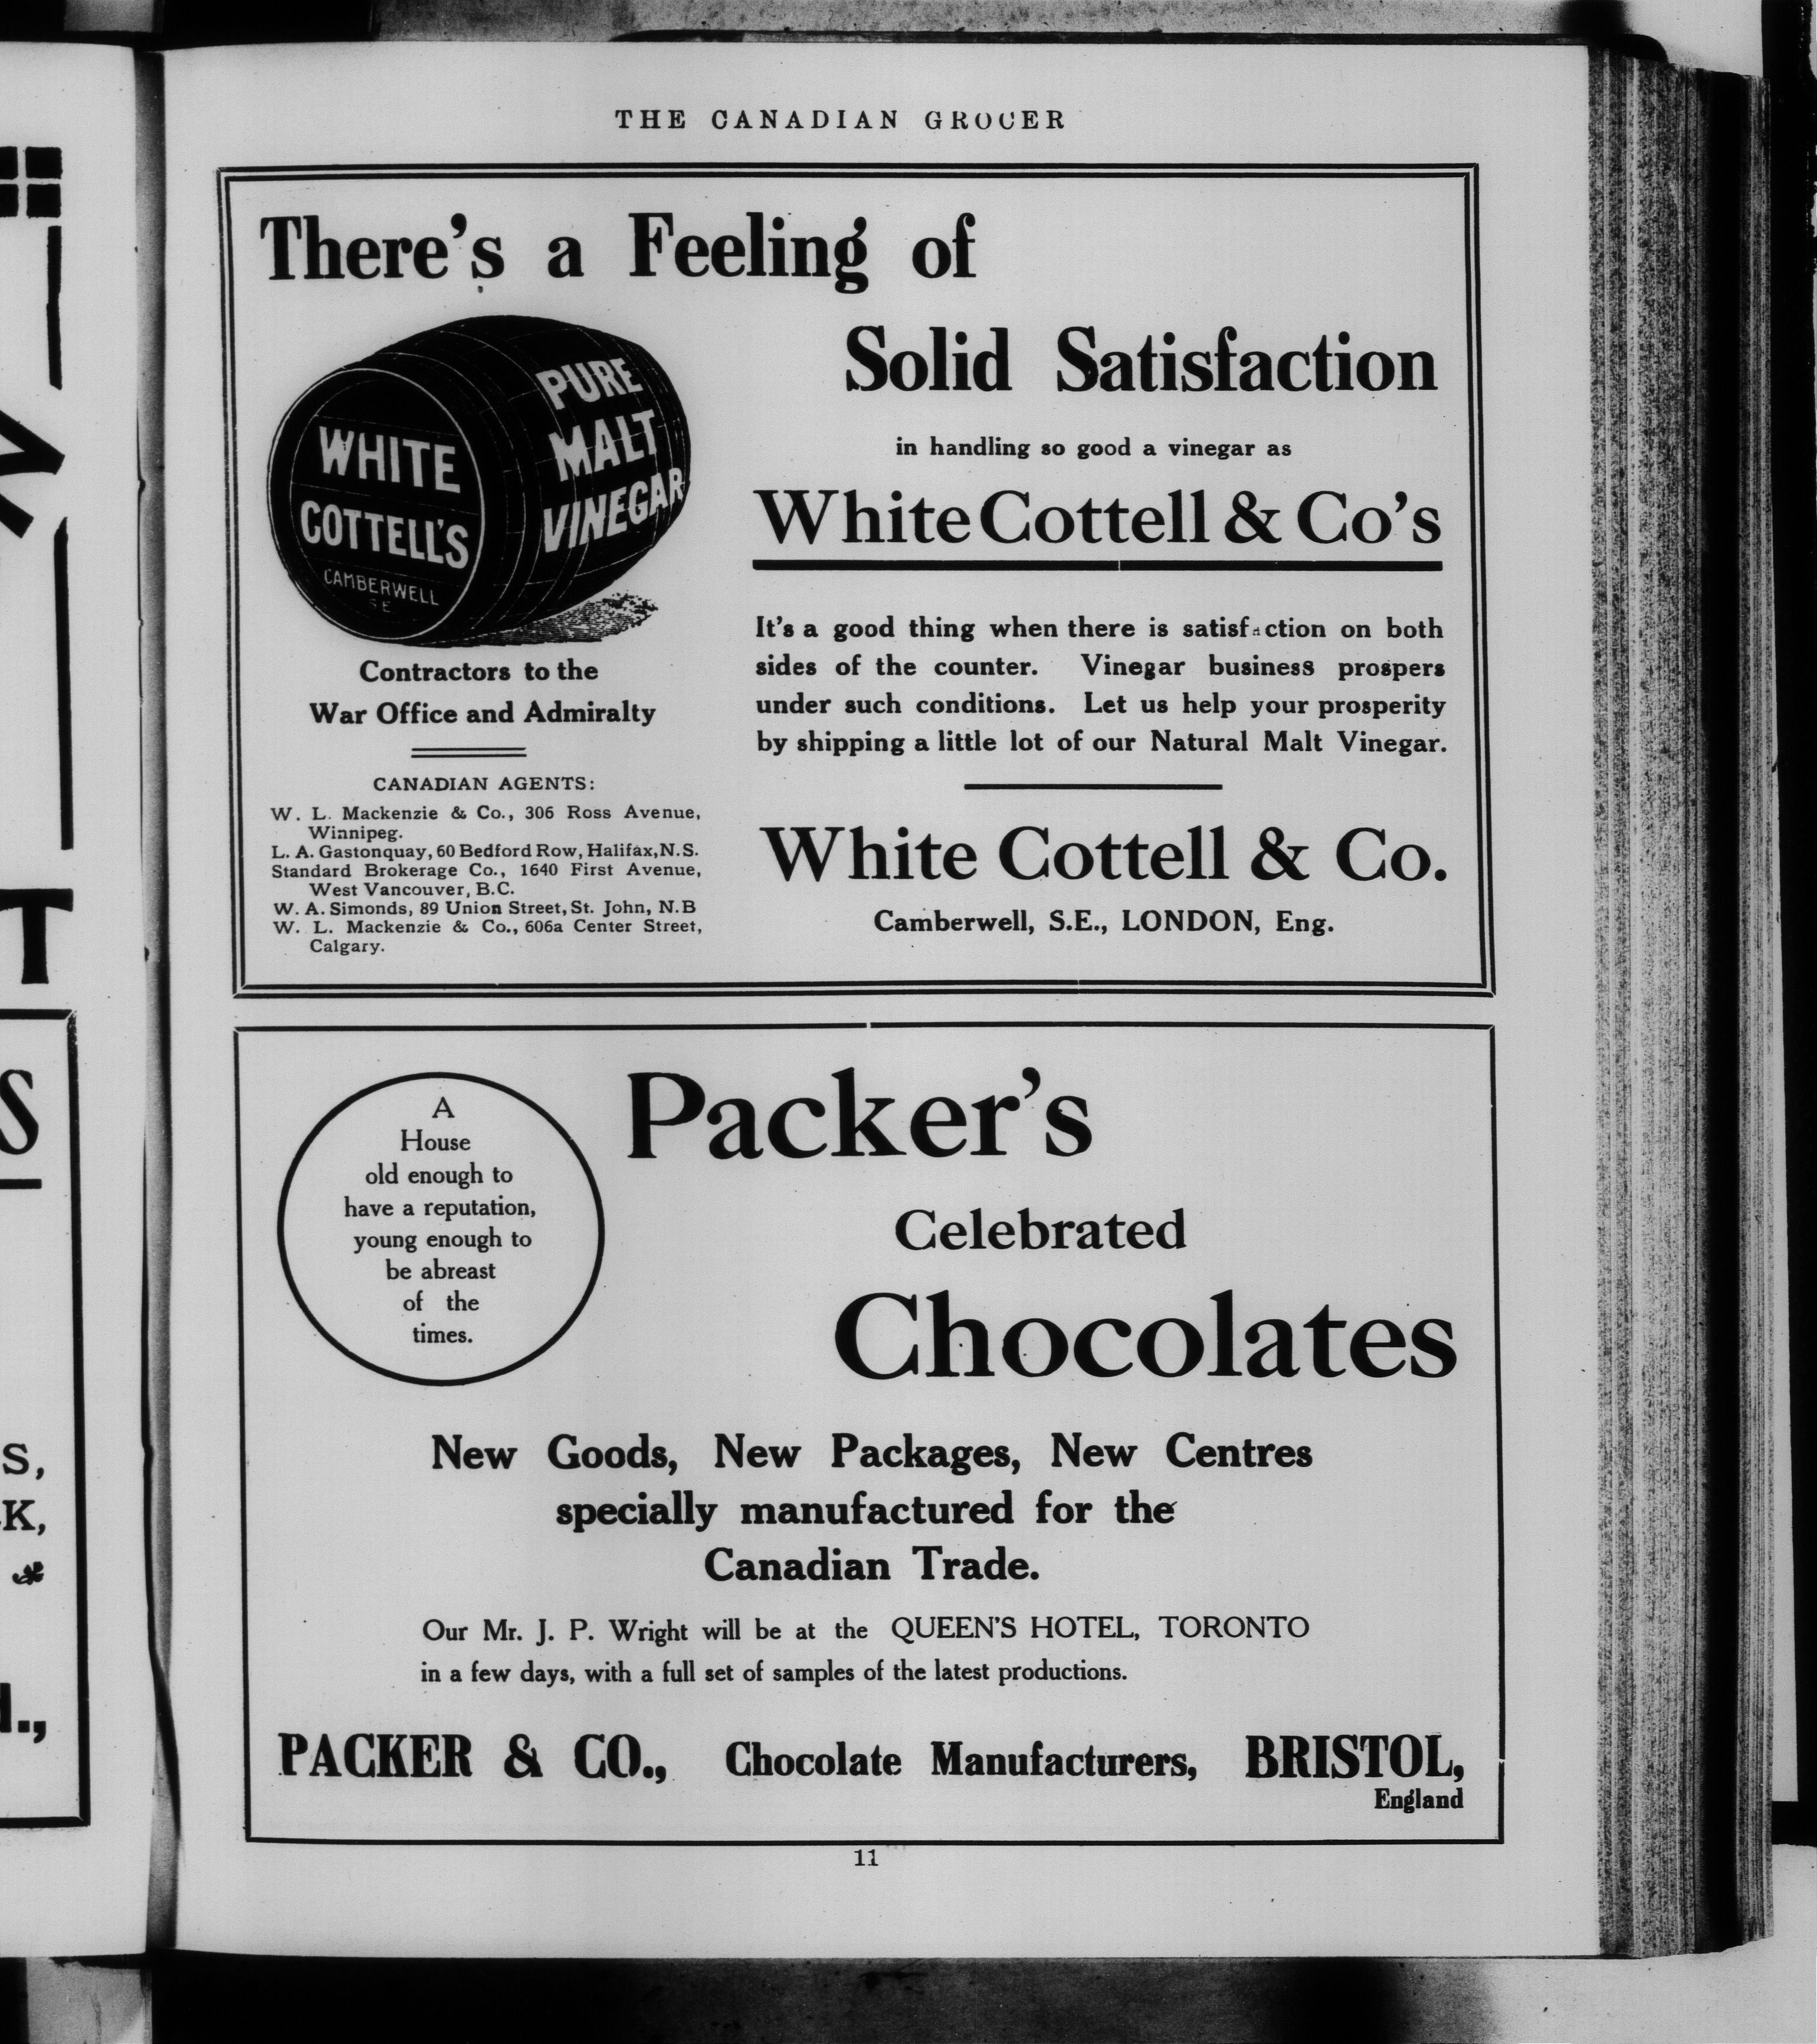 THE CANADIAN GROCER
There's a Feeling of
Solid Satisfaction
in handling so good a vinegar as
White Cottell & Co's
WHITE
COTTELL'S
CAMBERWELL
S E
PURE
MALT
VINEGAR
Contractors to the
War Office and Admiralty
CANADIAN AGENTS:
W. L. Mackenzie & Co., 306 Ross Avenue,
Winnipeg.
L. A. Gastonquay, 60 Bedford Row, Halifax, N.S.
Standard Brokerage Co., 1640 First Avenue,
West Vancouver, B.C.
W. A. Simonds, 89 Union Street, St. John, N.B
W. L. Mackenzie & Co., 606a Center Street,
Calgary.
It's a good thing when there is satisfaction on both
sides of the counter. Vinegar business prospers
under such conditions. Let us help your prosperity
by shipping a little lot of our Natural Malt Vinegar.
White Cottell & Co.
Camberwell, S.E., LONDON, Eng.
A
House
old enough to
have a reputation,
young enough to
be abreast
of the
times.
Packer's
Celebrated
Chocolates
New Goods, New Packages, New Centres
specially manufactured for the
Canadian Trade.
Our Mr. J. P. Wright will be at the QUEEN'S HOTEL, TORONTO
in a few days, with a full set of samples of the latest productions.
PACKER & CO., Chocolate Manufacturers, BRISTOL,
England
11